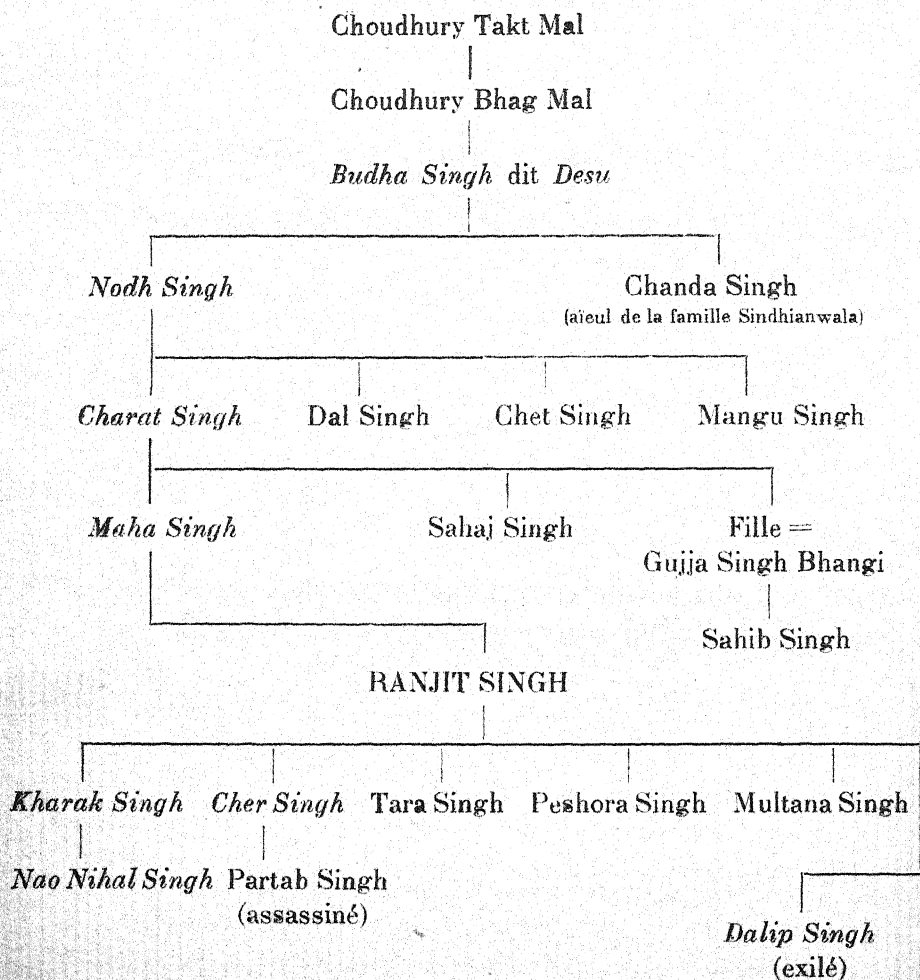 Choudhury Takt Mal
Choudhury Bhag Mal
Budha Singh dit Desu
Nodh Singh Chanda Singh
(aïeul de la famille Sindhianwala)
Charat Singh Dal Singh Chet Singh Mangu Singh
Maha Singh Sahaj Singh Fille =
Gujja Singh Bhangi
Sahib Singh
RANJIT SINGH
Kharak Singh Cher Singh Tara Singh Peshora Singh Multana Singh
Nao Nihal Singh Partab Singh
(assassiné)
Dalip Singh
(exilé)